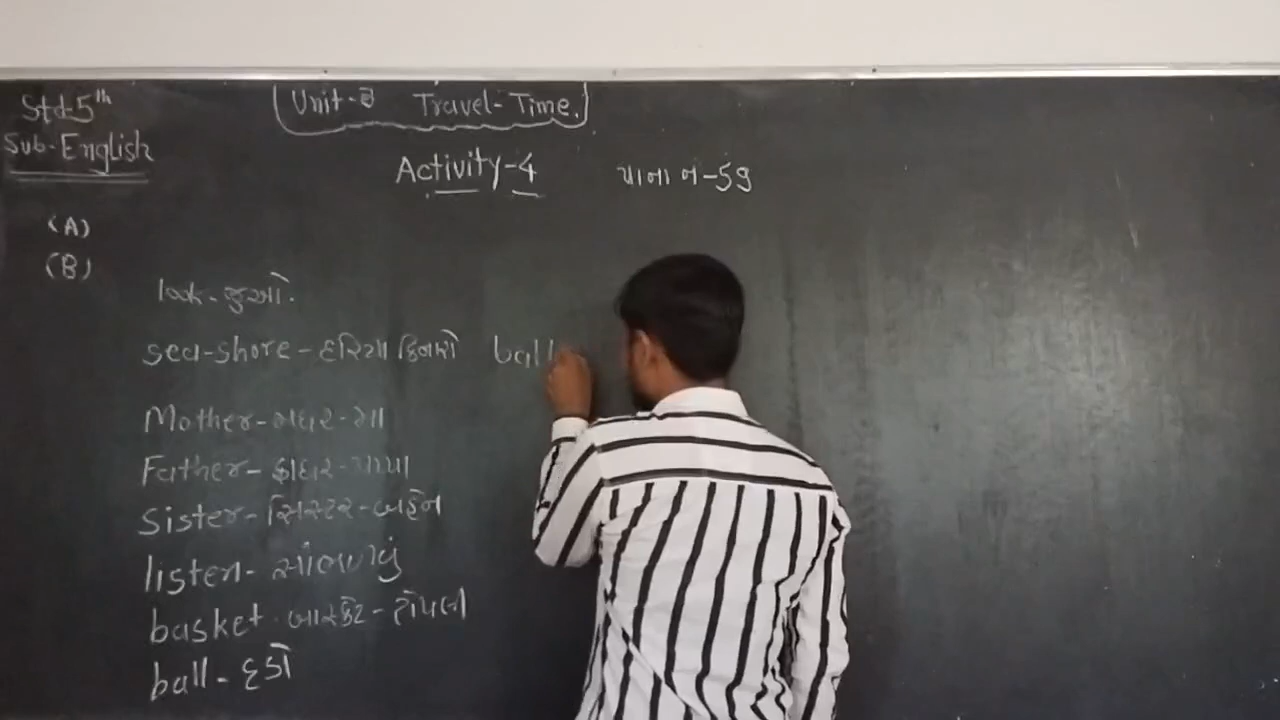 Std-5th
Sub-English
Unit-3 Travel-Time.
Activity-4 પાના નં-59
(A)
(B)
look-જુઓ.
sea-shore-દરિયા કિનારો ball
Mother-મધર-મા
Father-ફાધર-પાપા
Sister-સિસ્ટર-બહેન
listen-સાંભળવું
basket-બાસ્કેટ-ટોપલી
ball-દડો